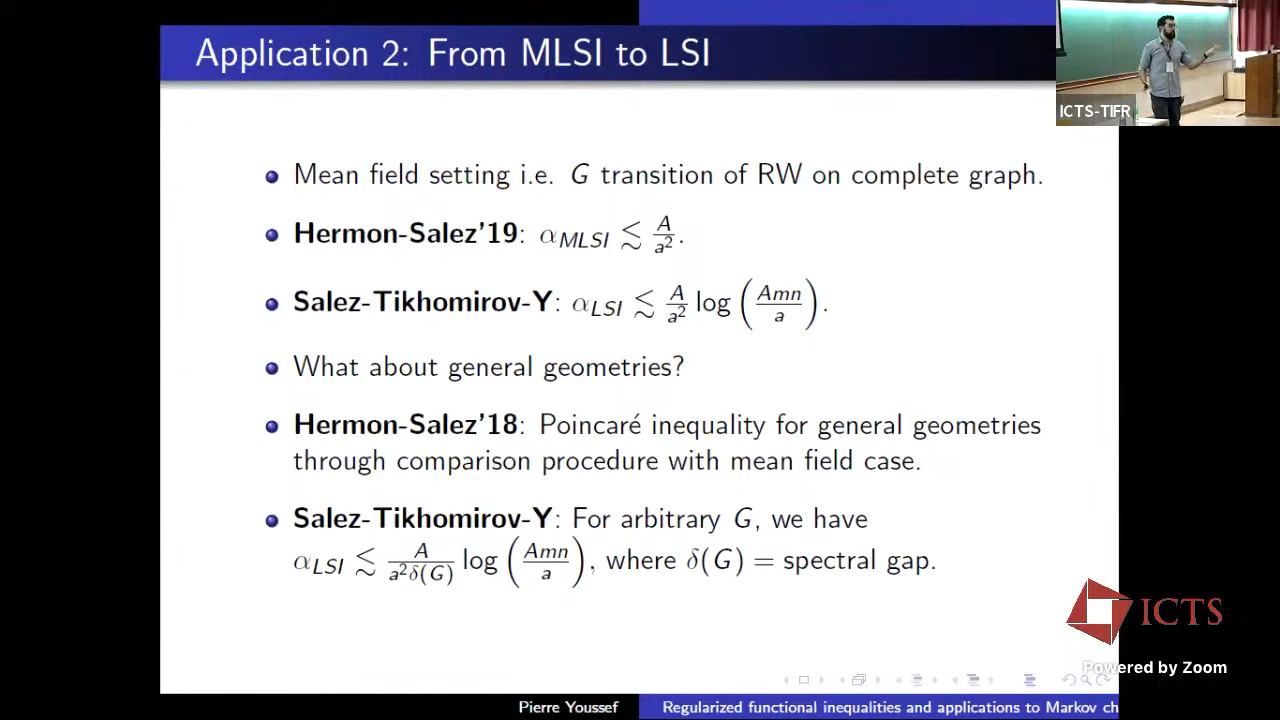 Application 2: From MLSI to LSI
ICTS-TIFR
Mean field setting i.e. G transition of RW on complete graph.
Hermon-Salez'19: α_MLSI ≲ A/a².
Salez-Tikhomirov-Y: α_LSI ≲ A/a² log (Amn/a).
What about general geometries?
Hermon-Salez'18: Poincaré inequality for general geometries
through comparison procedure with mean field case.
Salez-Tikhomirov-Y: For arbitrary G, we have
α_LSI ≲ A/(a²δ(G)) log (Amn/a), where δ(G) = spectral gap.
ICTS
Powered by Zoom
Pierre Youssef
Regularized functional inequalities and applications to Markov ch